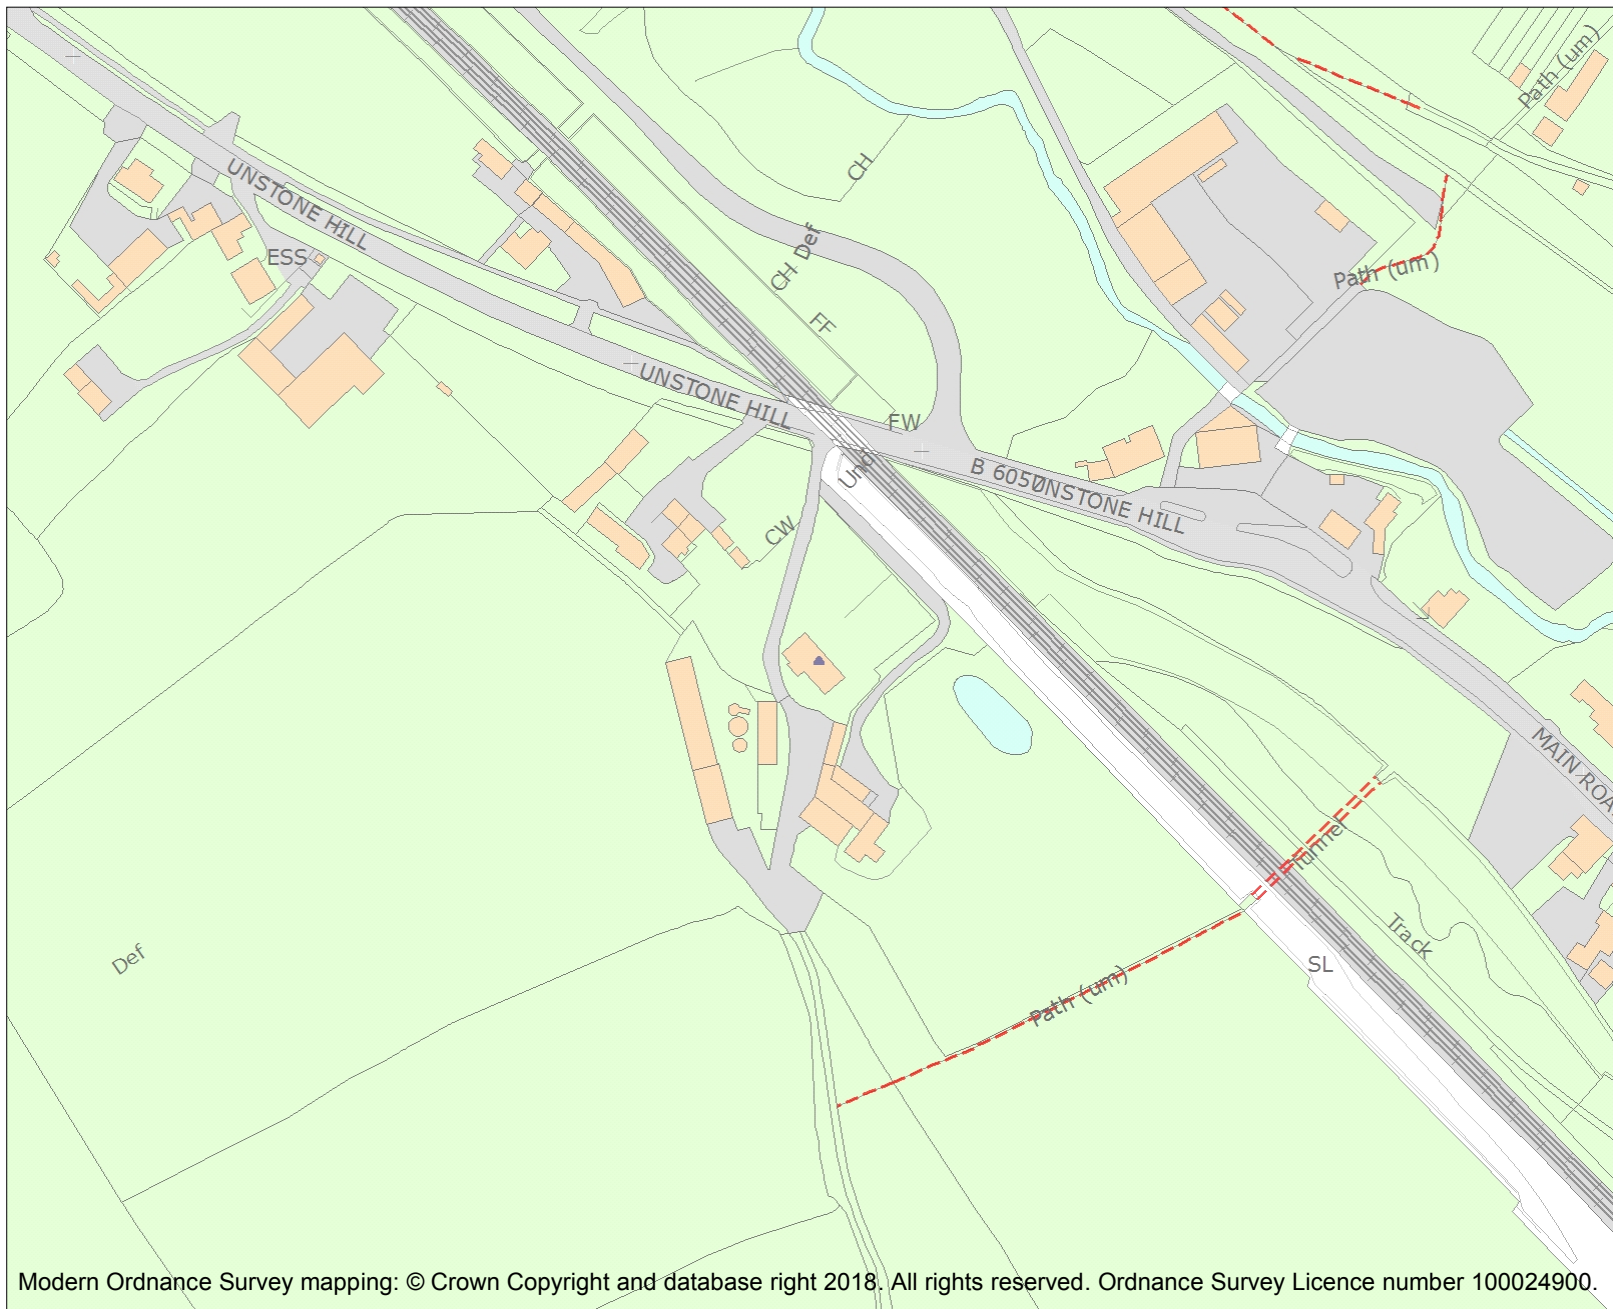 Path (um)
UNSTONE HILL
CH
CH Def
ESS
Path (um)
FF
UNSTONE HILL
FW
Und
B 6057
UNSTONE HILL
CW
MAIN ROA
Tunnel
Track
Def
SL
Path (um)
Modern Ordnance Survey mapping: © Crown Copyright and database right 2018. All rights reserved. Ordnance Survey Licence number 100024900.